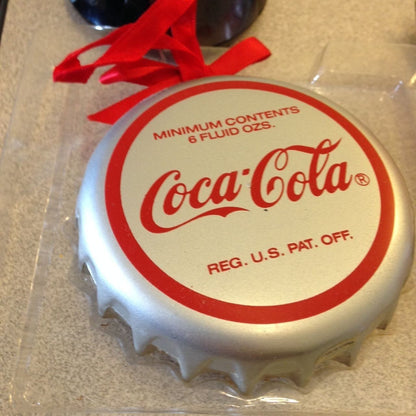 MINIMUM CONTENTS
6 FLUID OZS.
Coca-Cola®
REG. U.S. PAT. OFF.